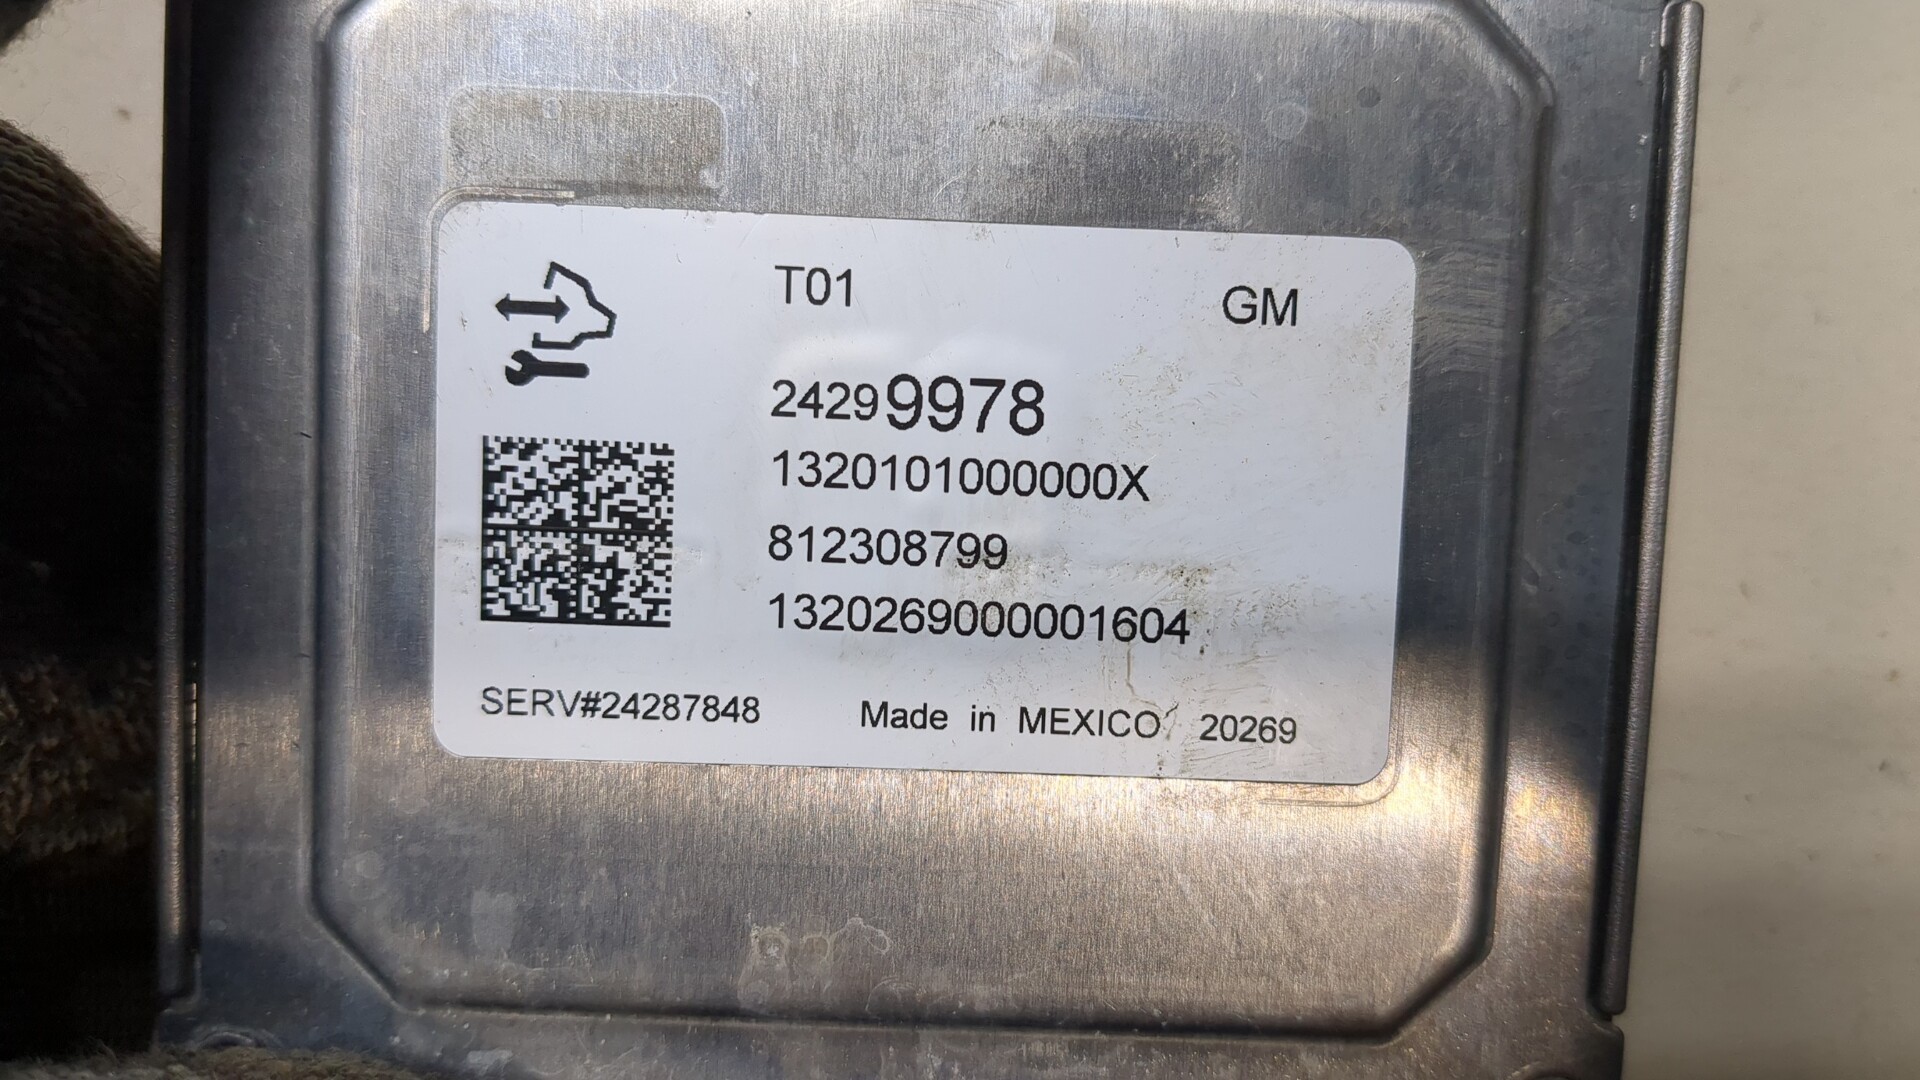 T01 GM
24299978
1320101000000X
812308799
1320269000001604
SERV#24287848 Made in MEXICO 20269